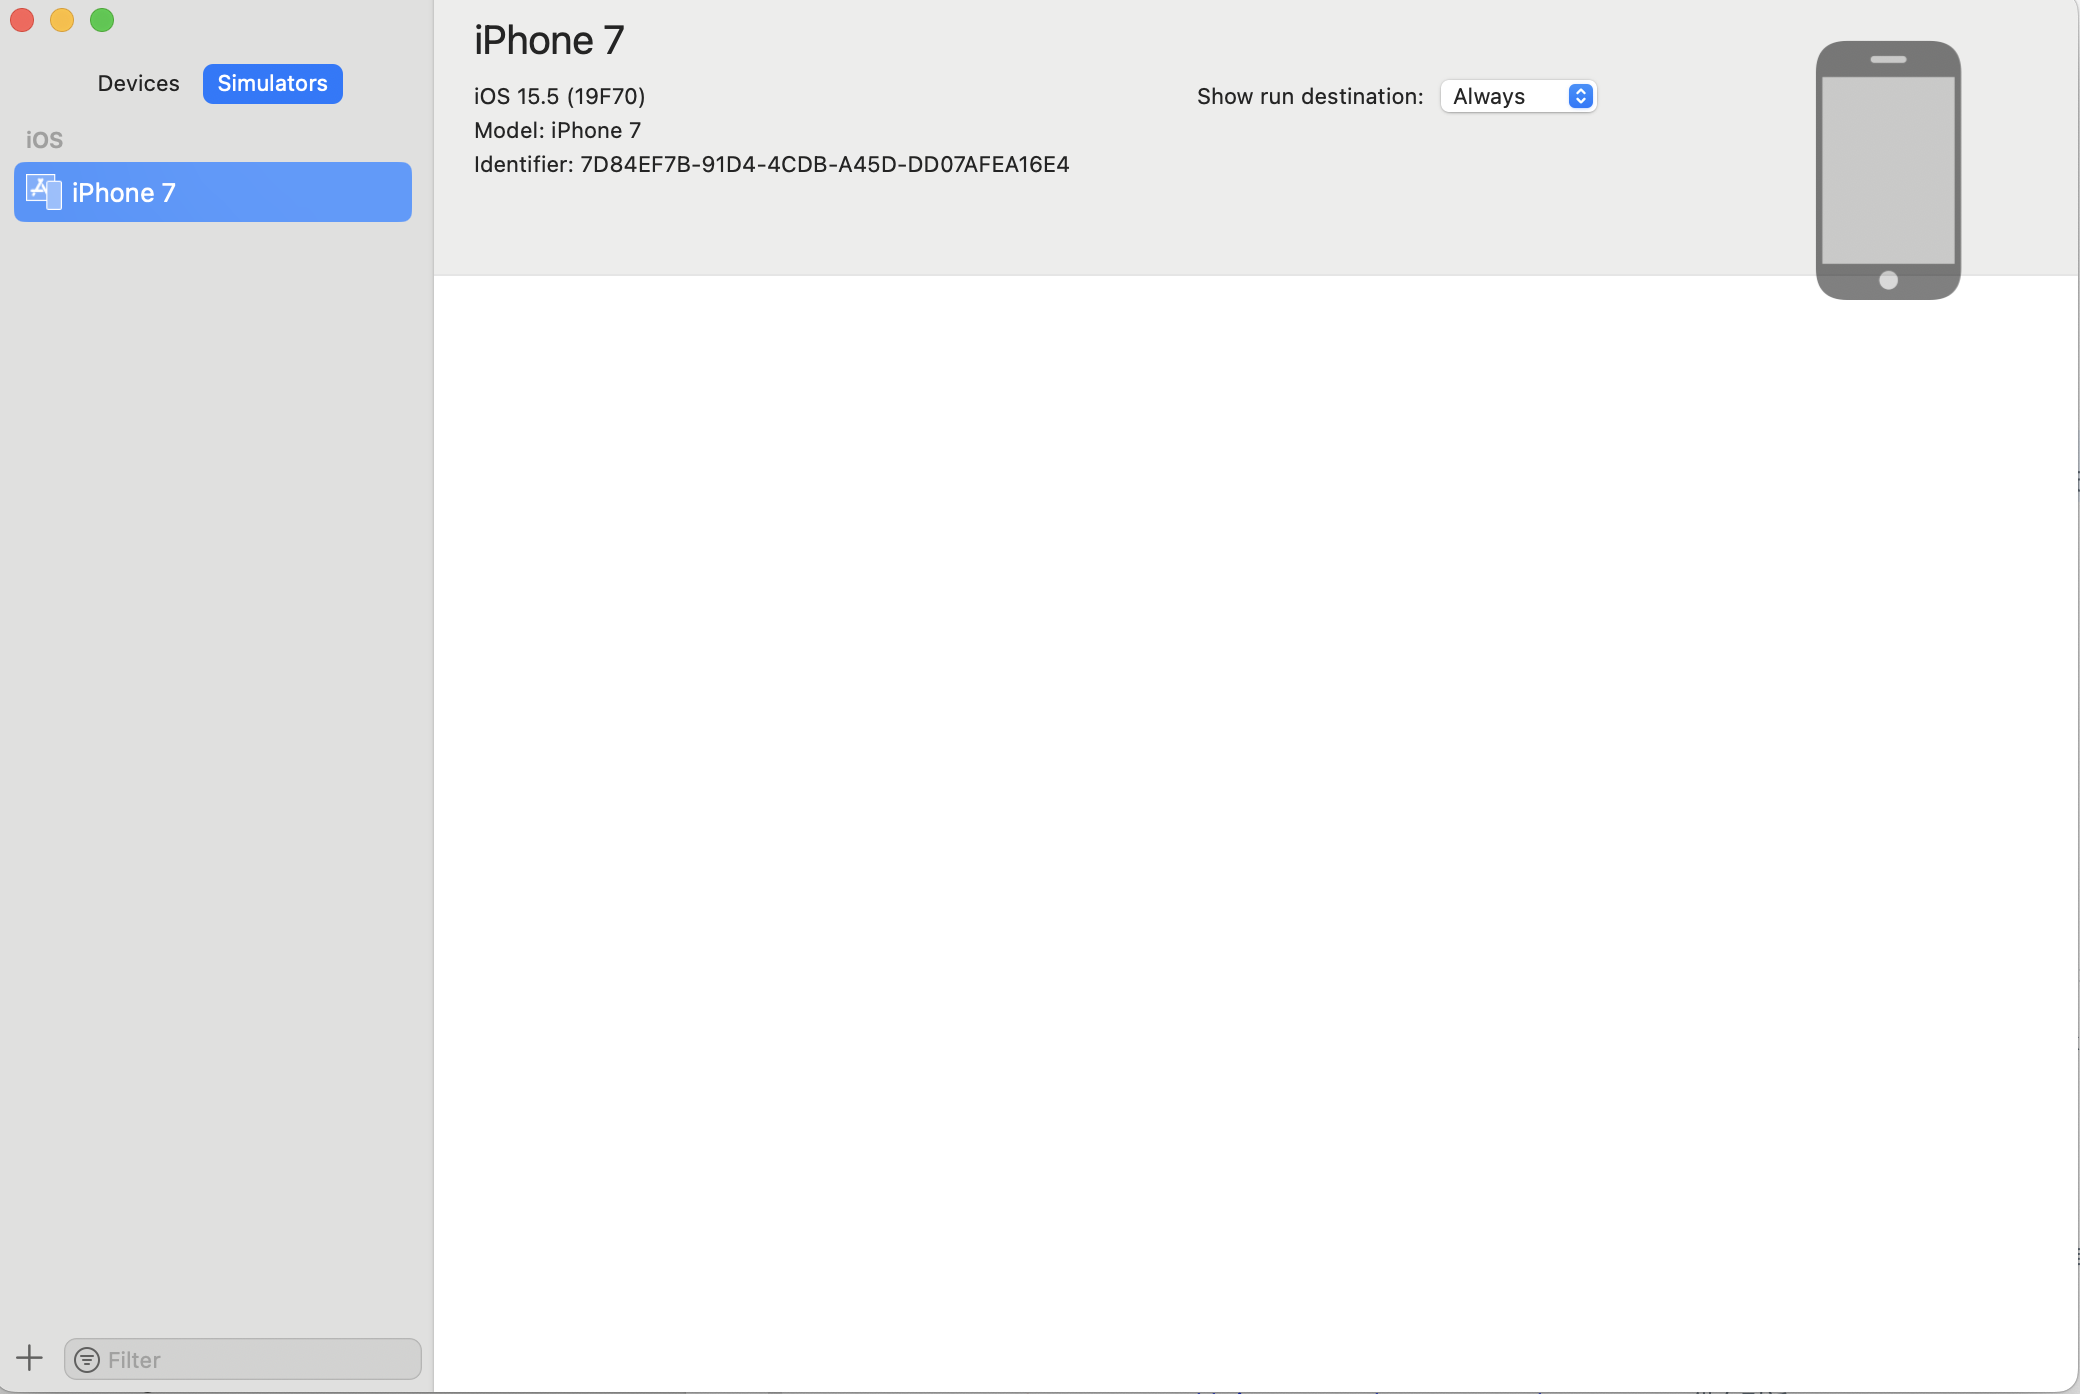 Devices
Simulators
iOS
iPhone 7
iPhone 7
iOS 15.5 (19F70)
Model: iPhone 7
Identifier: 7D84EF7B-91D4-4CDB-A45D-DD07AFEA16E4
Show run destination: Always
Filter